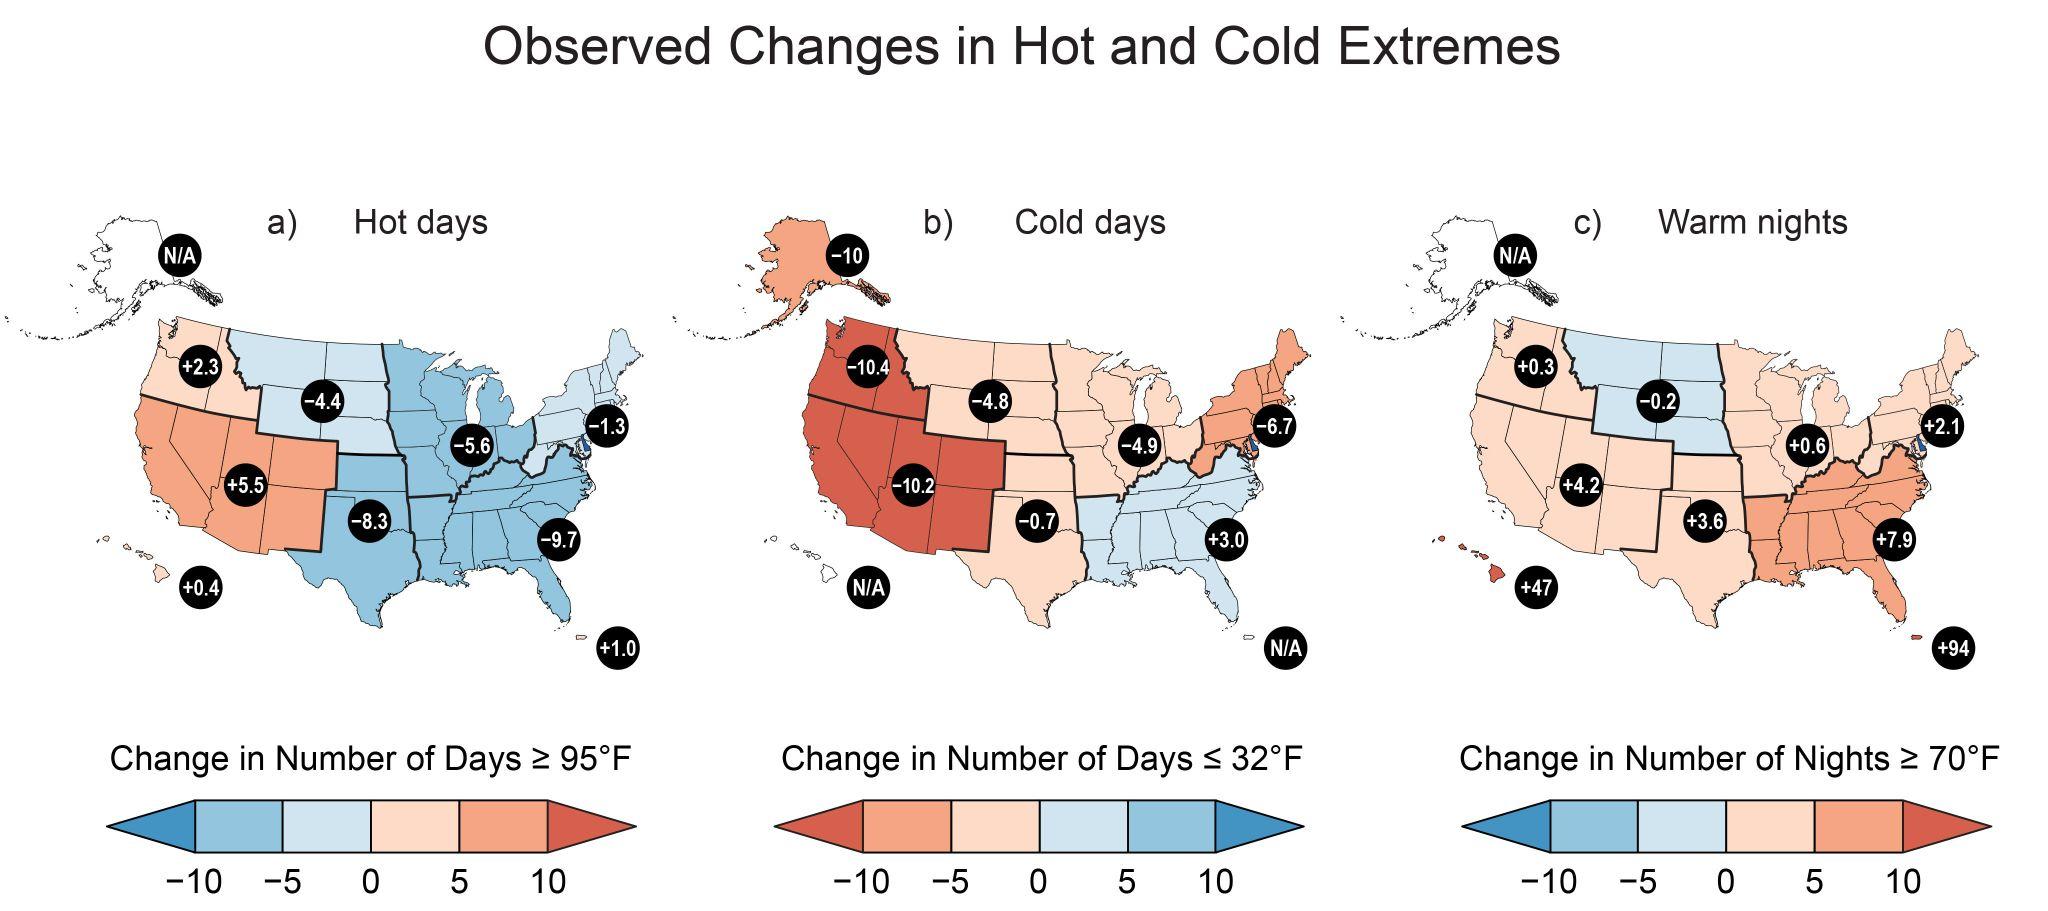 Observed Changes in Hot and Cold Extremes
a) Hot days
N/A
+2.3
−4.4
−1.3
−5.6
+5.5
−8.3
−9.7
+0.4
+1.0
Change in Number of Days ≥ 95°F
−10 −5 0 5 10
b) Cold days
−10
−10.4
−4.8
−6.7
−4.9
−10.2
−0.7
+3.0
N/A
N/A
Change in Number of Days ≤ 32°F
−10 −5 0 5 10
c) Warm nights
N/A
+0.3
−0.2
+2.1
+0.6
+4.2
+3.6
+7.9
+47
+94
Change in Number of Nights ≥ 70°F
−10 −5 0 5 10